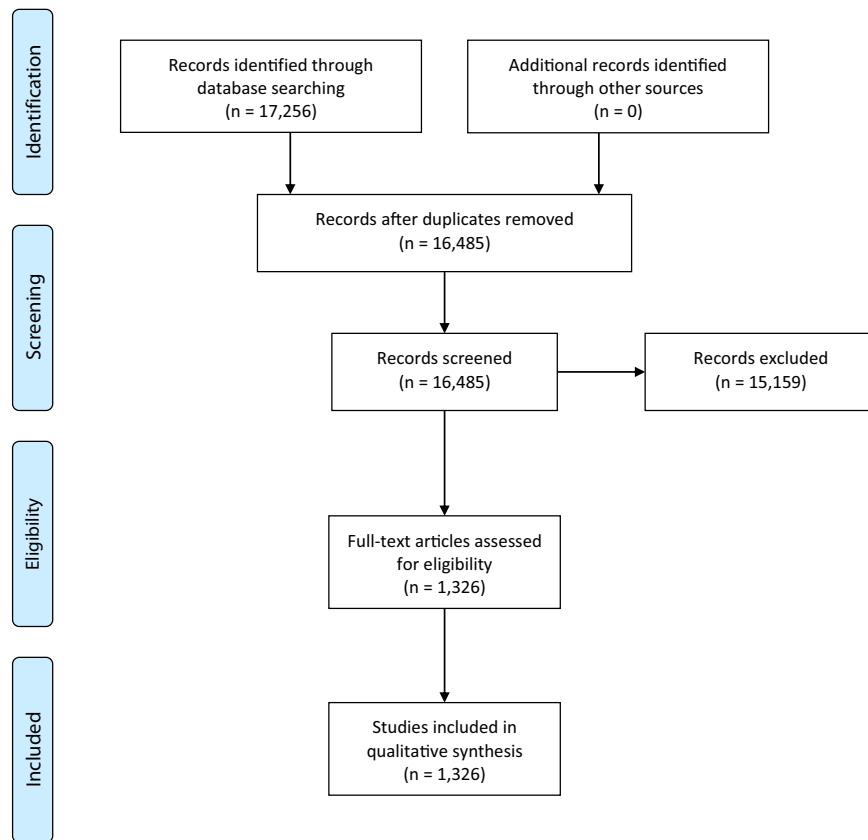 Identification
Records identified through
database searching
(n = 17,256)
Additional records identified
through other sources
(n = 0)
Records after duplicates removed
(n = 16,485)
Screening
Records screened
(n = 16,485)
Records excluded
(n = 15,159)
Eligibility
Full-text articles assessed
for eligibility
(n = 1,326)
Included
Studies included in
qualitative synthesis
(n = 1,326)